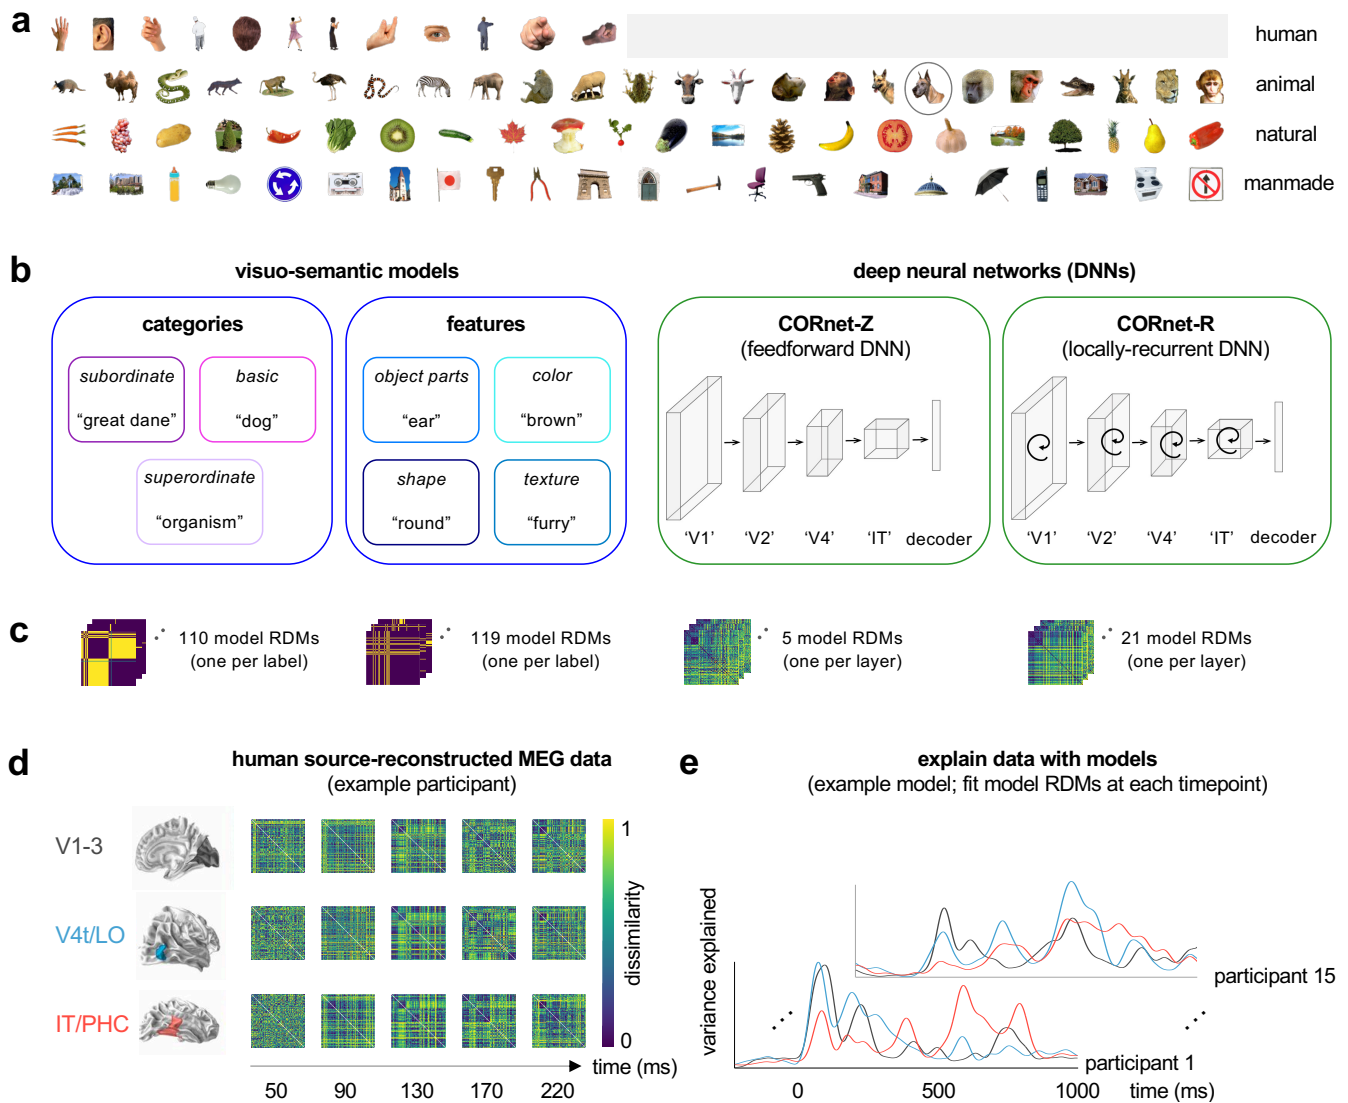 a
human
animal
natural
manmade
b
visuo-semantic models
deep neural networks (DNNs)
categories
features
CORnet-Z
(feedforward DNN)
CORnet-R
(locally-recurrent DNN)
subordinate
"great dane"
basic
"dog"
object parts
"ear"
color
"brown"
superordinate
"organism"
shape
"round"
texture
"furry"
'V1' 'V2' 'V4' 'IT' decoder
'V1' 'V2' 'V4' 'IT' decoder
c
110 model RDMs
(one per label)
119 model RDMs
(one per label)
5 model RDMs
(one per layer)
21 model RDMs
(one per layer)
d
human source-reconstructed MEG data
(example participant)
V1-3
V4t/LO
IT/PHC
1
dissimilarity
0
time (ms)
50 90 130 170 220
e
explain data with models
(example model; fit model RDMs at each timepoint)
variance explained
participant 15
participant 1
0 500 1000 time (ms)